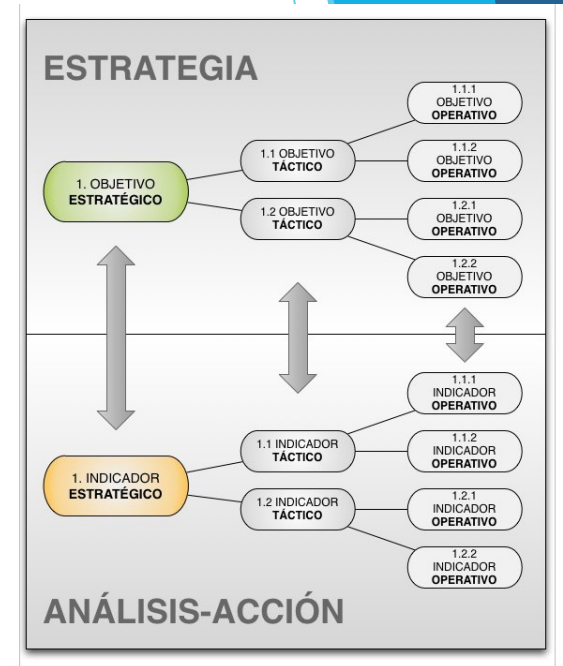 ESTRATEGIA
1. OBJETIVO
ESTRATÉGICO
1.1 OBJETIVO
TÁCTICO
1.2 OBJETIVO
TÁCTICO
1.1.1
OBJETIVO
OPERATIVO
1.1.2
OBJETIVO
OPERATIVO
1.2.1
OBJETIVO
OPERATIVO
1.2.2
OBJETIVO
OPERATIVO
1. INDICADOR
ESTRATÉGICO
1.1 INDICADOR
TÁCTICO
1.2 INDICADOR
TÁCTICO
1.1.1
INDICADOR
OPERATIVO
1.1.2
INDICADOR
OPERATIVO
1.2.1
INDICADOR
OPERATIVO
1.2.2
INDICADOR
OPERATIVO
ANÁLISIS-ACCIÓN